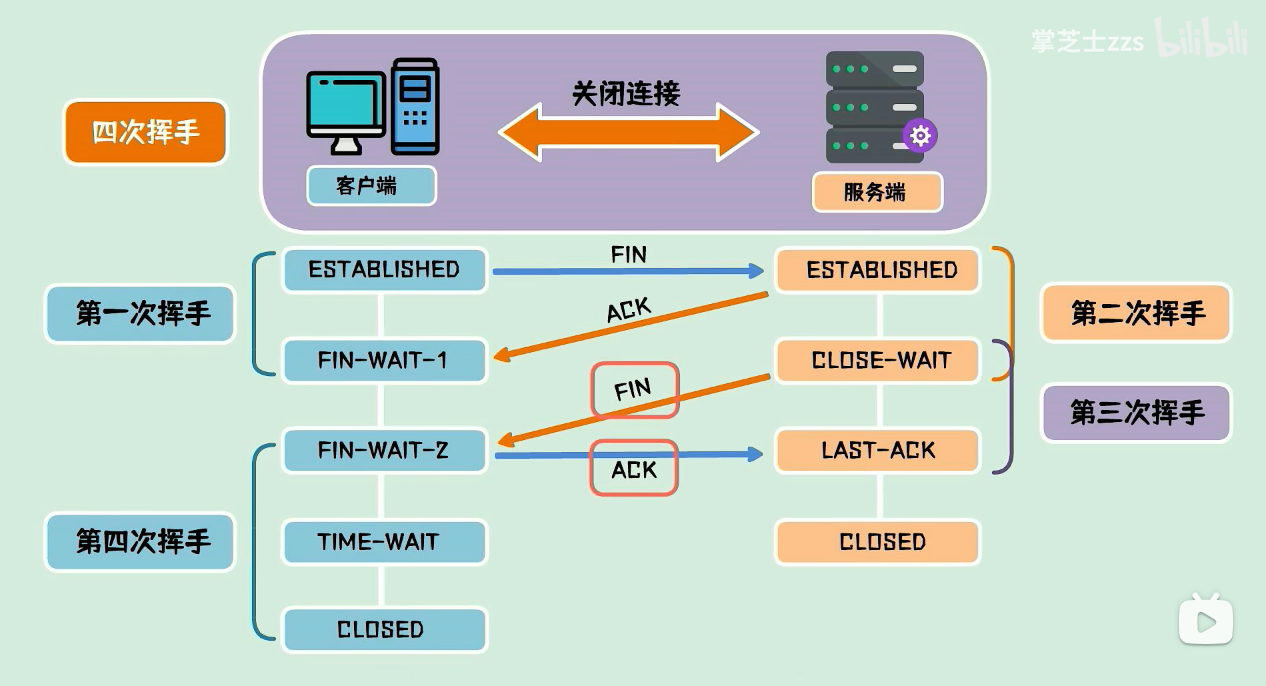 掌芝士zzs bilibili
四次挥手
关闭连接
客户端
服务端
ESTABLISHED
FIN
ESTABLISHED
第一次挥手
ACK
第二次挥手
FIN-WAIT-1
CLOSE-WAIT
FIN
第三次挥手
FIN-WAIT-2
ACK
LAST-ACK
第四次挥手
TIME-WAIT
CLOSED
CLOSED